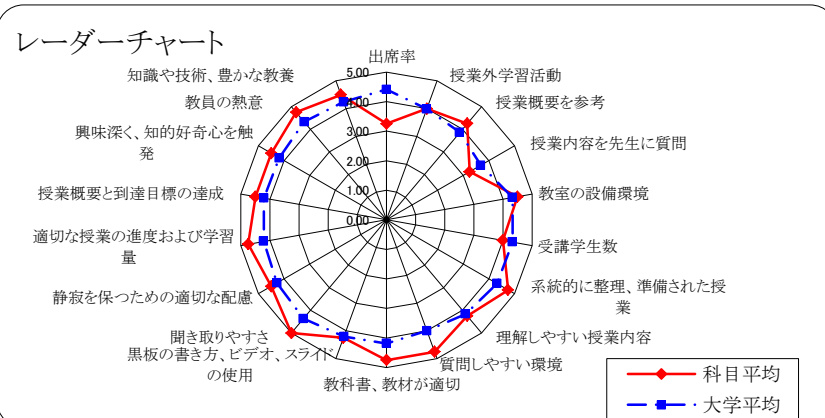 レーダーチャート
出席率
授業外学習活動
授業概要を参考
授業内容を先生に質問
教室の設備環境
受講学生数
系統的に整理、準備された授
業
理解しやすい授業内容
質問しやすい環境
教科書、教材が適切
黒板の書き方、ビデオ、スライド
の使用
聞き取りやすさ
静寂を保つための適切な配慮
適切な授業の進度および学習
量
授業概要と到達目標の達成
興味深く、知的好奇心を触
発
教員の熱意
知識や技術、豊かな教養
5.00
4.00
3.00
2.00
1.00
0.00
科目平均
大学平均